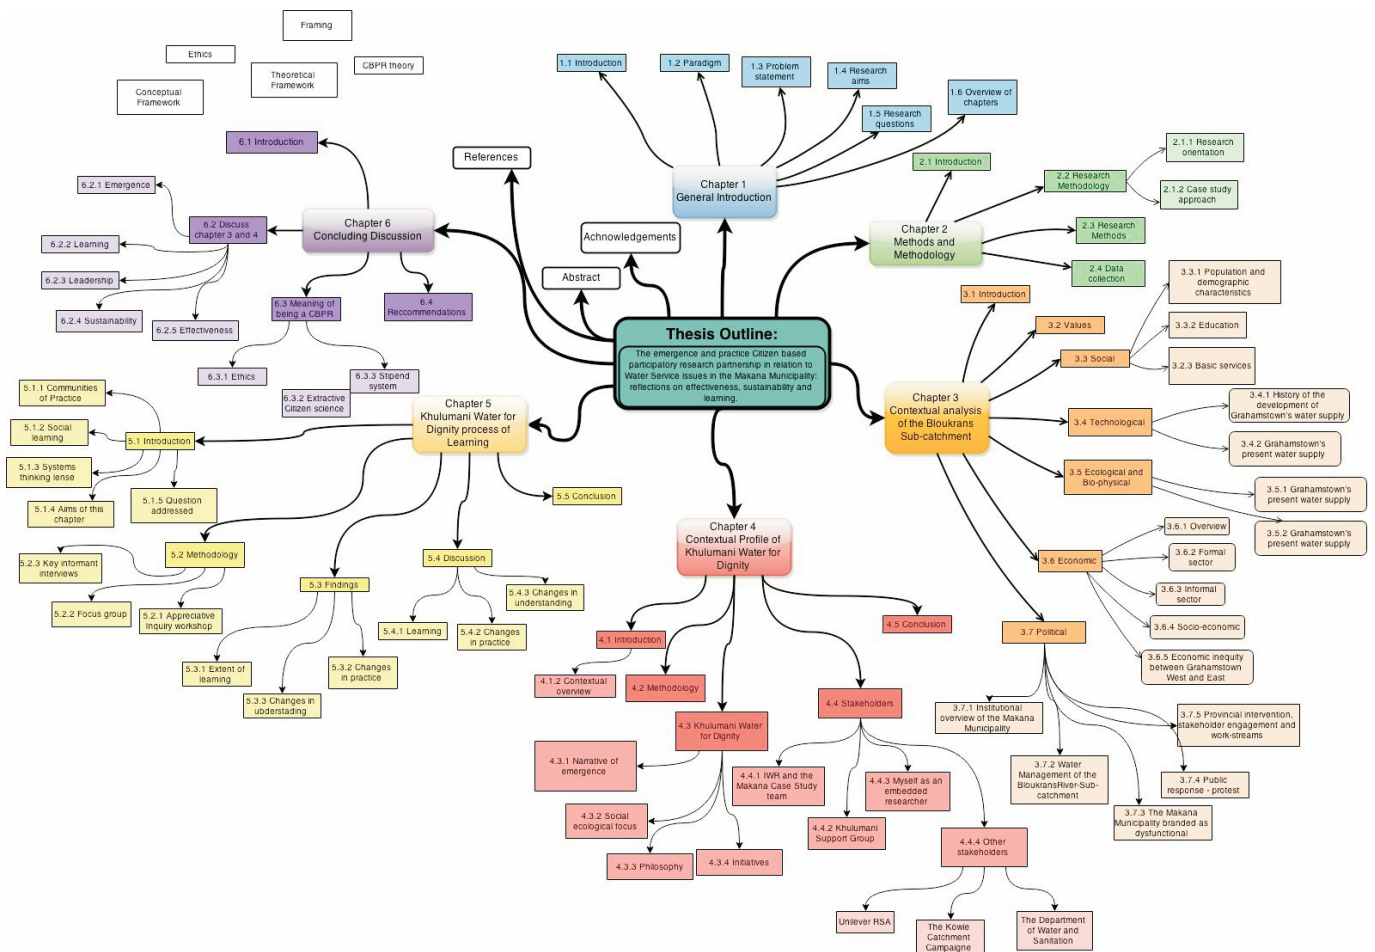 Framing
Ethics
CBPR theory
Theoretical
Framework
Conceptual
Framework
Thesis Outline:
The emergence and practice Citizen based
participatory research partnership in relation to
Water Service issues in the Makana Municipality:
reflections on effectiveness, sustainability and
learning.
References
Achnowledgements
Abstract
Chapter 1
General Introduction
1.1 Introduction
1.2 Paradigm
1.3 Problem
statement
1.4 Research
aims
1.5 Research
questions
1.6 Overview of
chapters
Chapter 2
Methods and
Methodology
2.1 Introduction
2.2 Research
Methodology
2.1.1 Research
orientation
2.1.2 Case study
approach
2.3 Research
Methods
2.4 Data
collection
Chapter 3
Contextual analysis
of the Bloukrans
Sub-catchment
3.1 Introduction
3.2 Values
3.3 Social
3.3.1 Population and
demographic
characteristics
3.3.2 Education
3.2.3 Basic services
3.4 Technological
3.4.1 History of the
development of
Grahamstown's water supply
3.4.2 Grahamstown's
present water supply
3.5 Ecological and
Bio-physical
3.5.1 Grahamstown's
present water supply
3.5.2 Grahamstown's
present water supply
3.6 Economic
3.6.1 Overview
3.6.2 Formal
sector
3.6.3 Informal
sector
3.6.4 Socio-economic
3.6.5 Economic inequity
between Grahamstown
West and East
3.7 Political
3.7.1 Institutional
overview of the Makana
Municipality
3.7.2 Water
Management of the
BloukransRiver-Sub-
catchment
3.7.3 The Makana
Municipality branded as
dysfunctional
3.7.4 Public
response - protest
3.7.5 Provincial intervention,
stakeholder engagement and
work-streams
Chapter 4
Contextual Profile of
Khulumani Water for
Dignity
4.1 Introduction
4.1.2 Contextual
overview
4.2 Methodology
4.3 Khulumani Water
for Dignity
4.3.1 Narrative of
emergence
4.3.2 Social
ecological focus
4.3.3 Philosophy
4.3.4 Initiatives
4.4 Stakeholders
4.4.1 IWR and the
Makana Case Study
team
4.4.2 Khulumani
Support Group
4.4.3 Myself as an
embedded
researcher
4.4.4 Other
stakeholders
Unilever RSA
The Kowie
Catchment
Campaigne
The Department
of Water and
Sanitation
4.5 Conclusion
Chapter 5
Khulumani Water for
Dignity process of
Learning
5.1 Introduction
5.1.1 Communities
of Practice
5.1.2 Social
learning
5.1.3 Systems
thinking lense
5.1.4 Aims of this
chapter
5.1.5 Question
addressed
5.2 Methodology
5.2.3 Key informant
interviews
5.2.2 Focus group
5.2.1 Appreciative
Inquiry workshop
5.3 Findings
5.3.1 Extent of
learning
5.3.3 Changes in
ubderstading
5.3.2 Changes
in practice
5.4 Discussion
5.4.1 Learning
5.4.2 Changes
in practice
5.4.3 Changes in
understanding
5.5 Conclusion
Chapter 6
Concluding Discussion
6.1 Introduction
6.2 Discuss
chapter 3 and 4
6.2.1 Emergence
6.2.2 Learning
6.2.3 Leadership
6.2.4 Sustainability
6.2.5 Effectiveness
6.3 Meaning of
being a CBPR
6.3.1 Ethics
6.3.2 Extractive
Citizen science
6.3.3 Stipend
system
6.4
Reccommendations